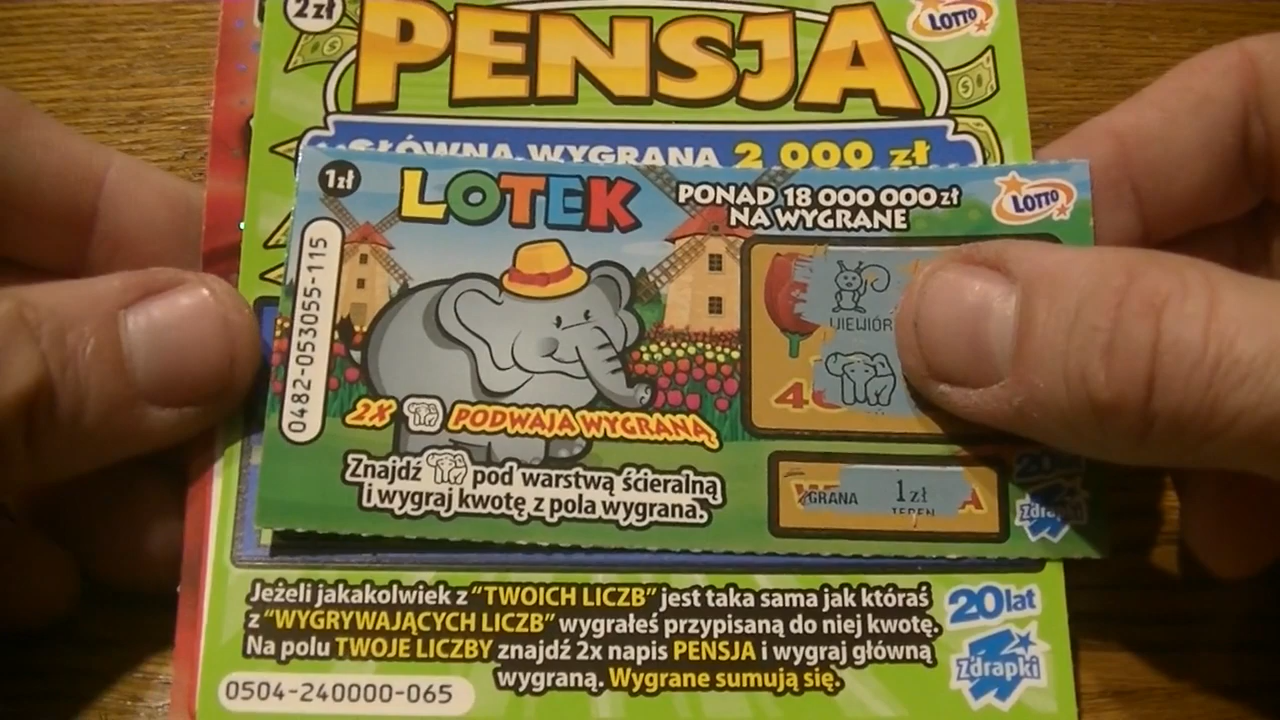 2zł
PENSJA
LOTTO
GŁÓWNA WYGRANA 2 000 zł
1zł
LOTEK
PONAD 18 000 000 zł
NA WYGRANE
LOTTO
0482-053055-115
2X PODWAJA WYGRANĄ
Znajdź pod warstwą ścieralną
i wygraj kwotę z pola wygrana.
1zł
Zdrapki
Jeżeli jakakolwiek z "TWOICH LICZB" jest taka sama jak któraś
z "WYGRYWAJĄCYCH LICZB" wygrałeś przypisaną do niej kwotę.
Na polu TWOJE LICZBY znajdź 2x napis PENSJA i wygraj główną
wygraną. Wygrane sumują się.
20 lat
Zdrapki
0504-240000-065